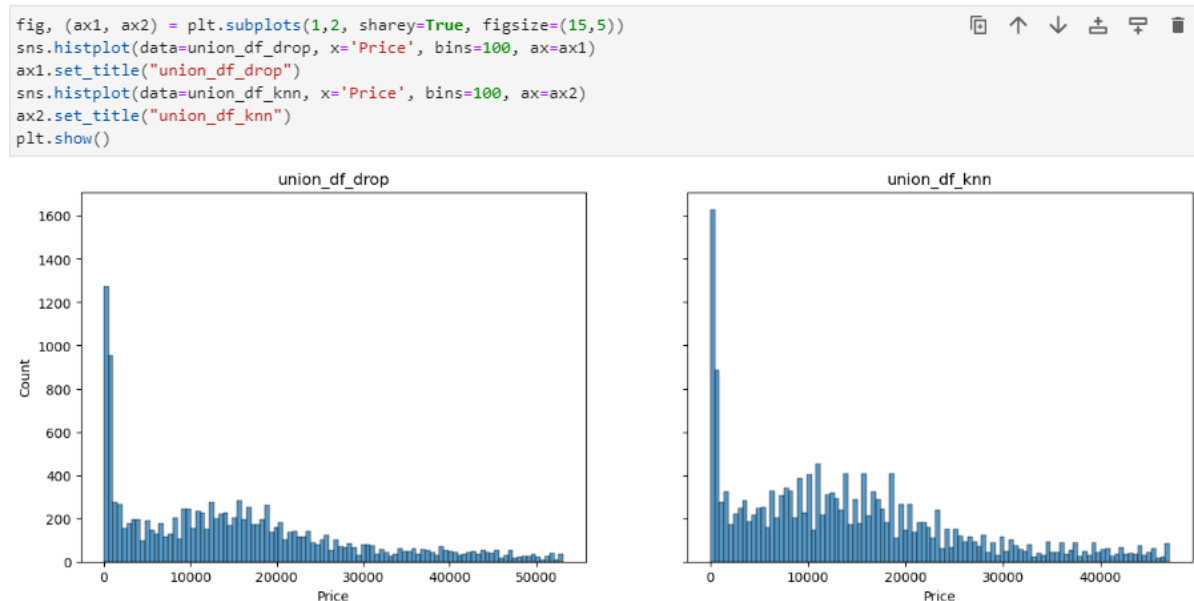 fig, (ax1, ax2) = plt.subplots(1,2, sharey=True, figsize=(15,5))
sns.histplot(data=union_df_drop, x='Price', bins=100, ax=ax1)
ax1.set_title("union_df_drop")
sns.histplot(data=union_df_knn, x='Price', bins=100, ax=ax2)
ax2.set_title("union_df_knn")
plt.show()
union_df_drop
1600
1400
1200
1000
800
600
400
200
0
Count
0 10000 20000 30000 40000 50000
Price
union_df_knn
0 10000 20000 30000 40000
Price